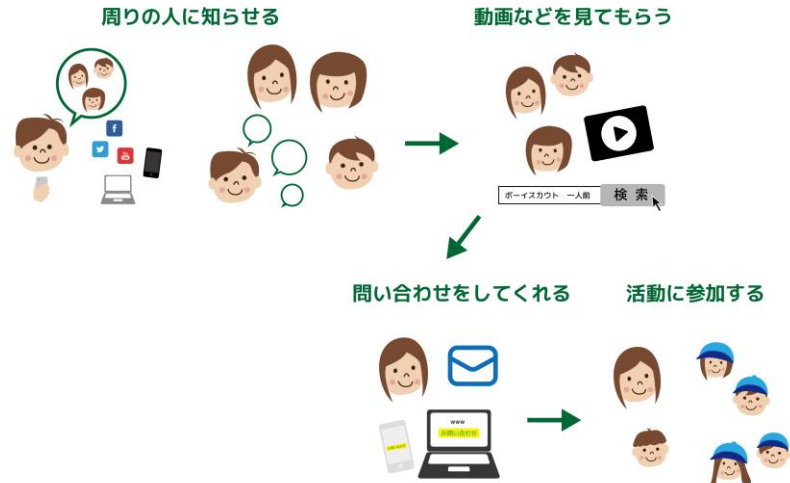 周りの人に知らせる
動画などを見てもらう
ボーイスカウト 一人前 検索
問い合わせをしてくれる
活動に参加する
www
お問い合わせ